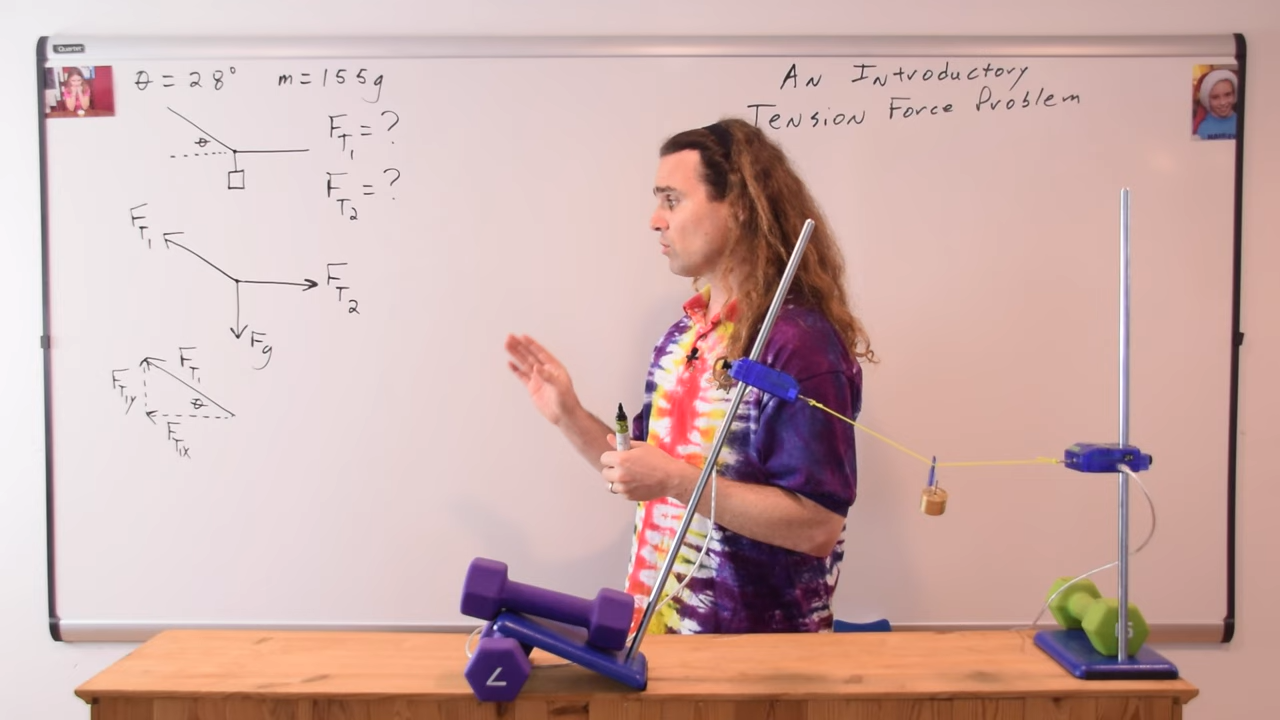 Quartet
θ = 28° m = 155g
An Introductory
Tension Force Problem
θ
F_T1 = ?
F_T2 = ?
F_T1
F_T2
F_g
F_T1
F_T1y
θ
F_T1x
7